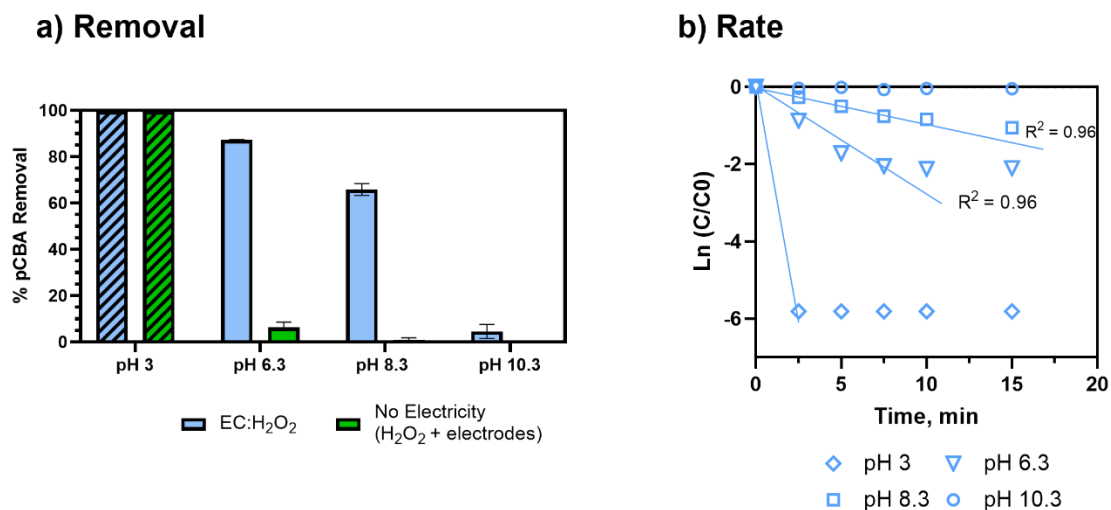 a) Removal
% pCBA Removal
100
80
60
40
20
0
pH 3
pH 6.3
pH 8.3
pH 10.3
EC:H₂O₂
No Electricity
(H₂O₂ + electrodes)
b) Rate
Ln (C/C0)
0
-2
-4
-6
R² = 0.96
R² = 0.96
0
5
10
15
20
Time, min
pH 3
pH 6.3
pH 8.3
pH 10.3